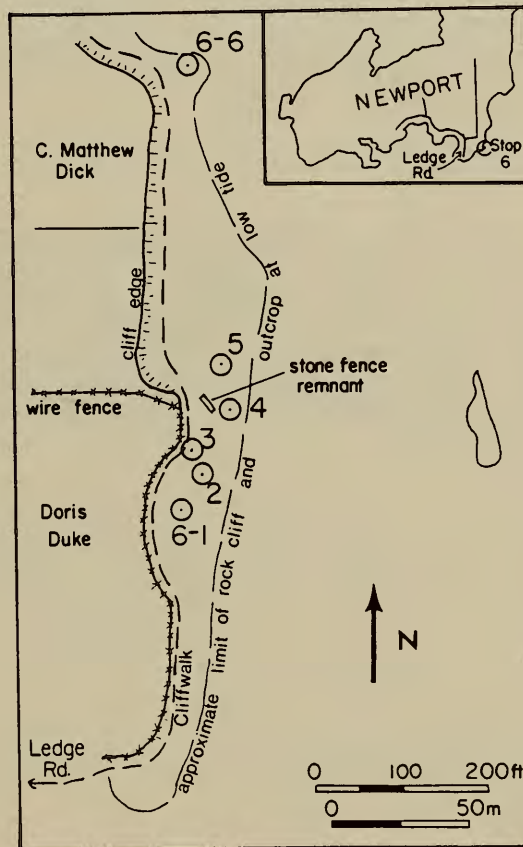 6-6
NEWPORT
Ledge
Rd.
Stop
6
C. Matthew
Dick
cliff edge
5
stone fence
remnant
wire fence
4
3
2
6-1
Doris
Duke
approximate limit of rock cliff and outcrop at low tide
Cliffwalk
N
Ledge
Rd.
0 100 200ft
0 50m